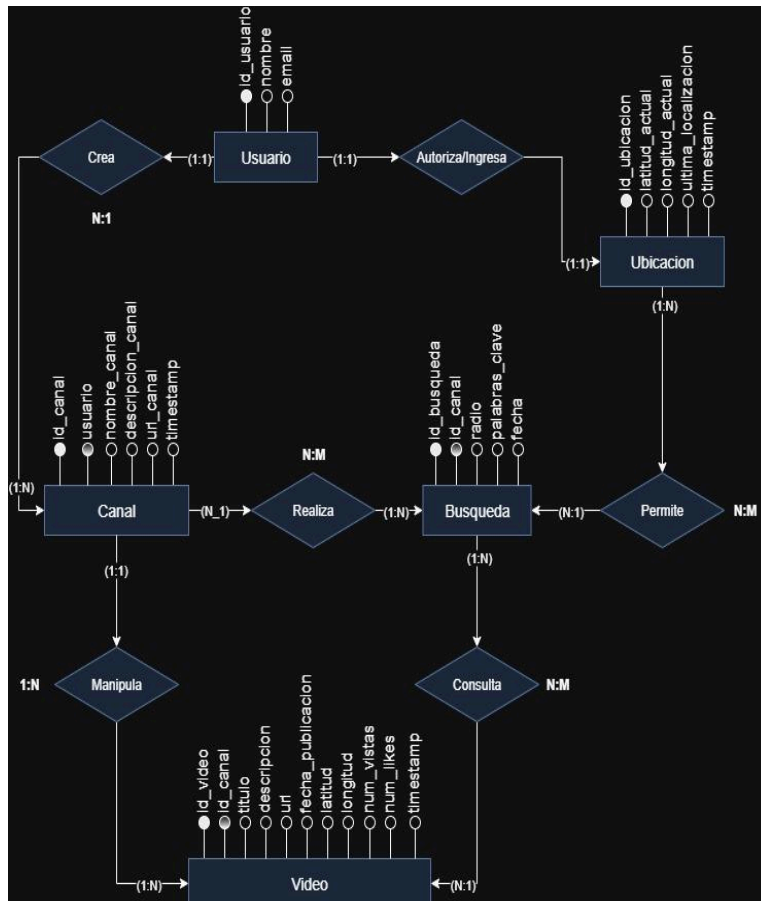 id_usuario
nombre
email
Crea
(1:1)
Usuario
(1:1)
Autoriza/Ingresa
N:1
id_ubicacion
latitud_actual
longitud_actual
ultima_localizacion
timestamp
(1:1)
Ubicacion
(1:N)
id_canal
usuario
nombre_canal
descripcion_canal
url_canal
timestamp
id_busqueda
id_canal
radio
palabras_clave
fecha
N:M
(1:N)
Canal
(N_1)
Realiza
(1:N)
Busqueda
(N:1)
Permite
N:M
(1:1)
(1:N)
1:N
Manipula
Consulta
N:M
id_video
id_canal
titulo
descripcion
url
fecha_publicacion
latitud
longitud
num_vistas
num_likes
timestamp
(1:N)
Video
(N:1)